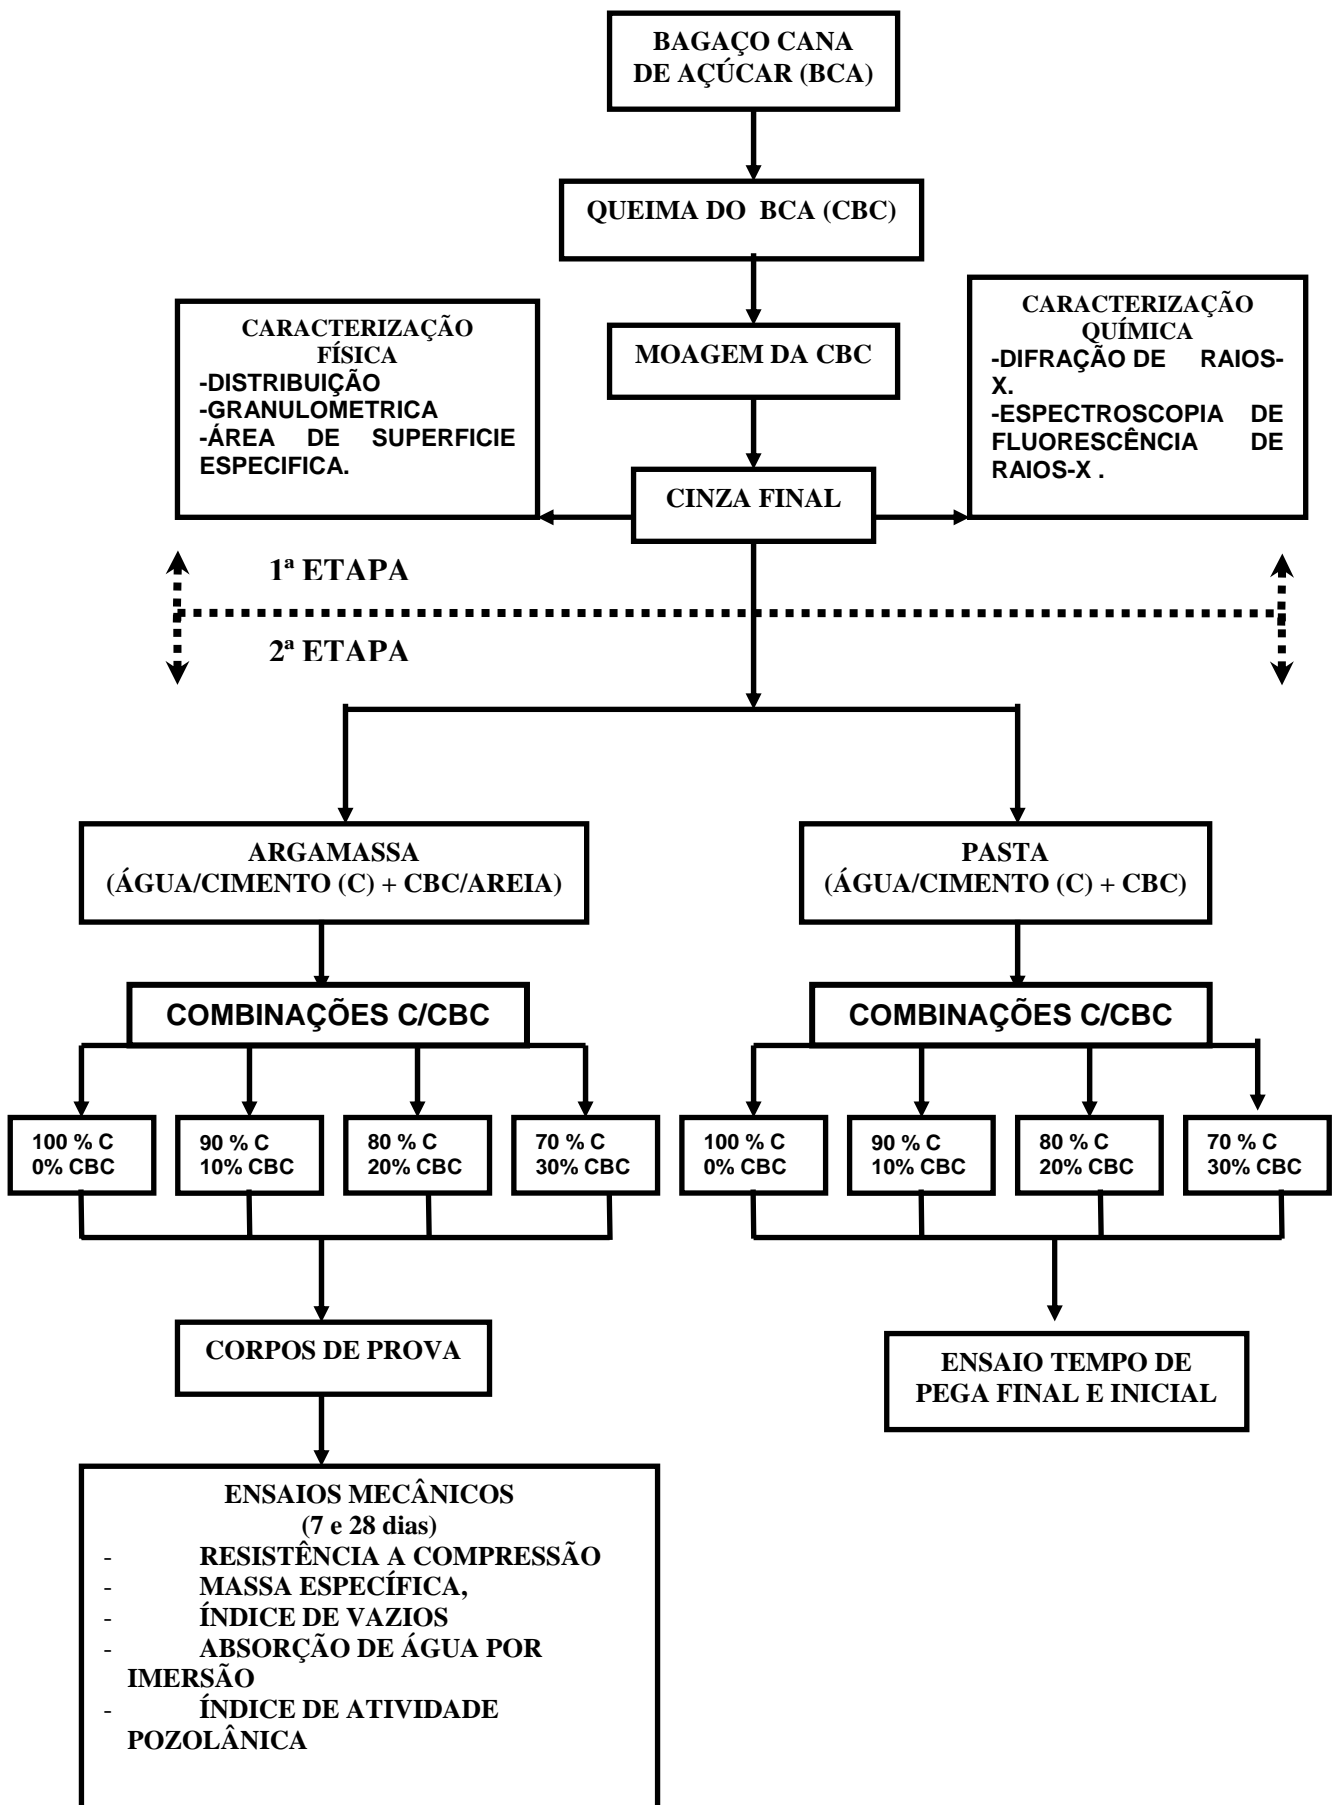 BAGAÇO CANA
DE AÇÚCAR (BCA)
QUEIMA DO BCA (CBC)
CARACTERIZAÇÃO
FÍSICA
-DISTRIBUIÇÃO
-GRANULOMETRICA
-ÁREA DE SUPERFICIE
ESPECIFICA.
MOAGEM DA CBC
CARACTERIZAÇÃO
QUÍMICA
-DIFRAÇÃO DE RAIOS-
X.
-ESPECTROSCOPIA DE
FLUORESCÊNCIA DE
RAIOS-X .
CINZA FINAL
1ª ETAPA
2ª ETAPA
ARGAMASSA
(ÁGUA/CIMENTO (C) + CBC/AREIA)
PASTA
(ÁGUA/CIMENTO (C) + CBC)
COMBINAÇÕES C/CBC
COMBINAÇÕES C/CBC
100 % C
0% CBC
90 % C
10% CBC
80 % C
20% CBC
70 % C
30% CBC
100 % C
0% CBC
90 % C
10% CBC
80 % C
20% CBC
70 % C
30% CBC
CORPOS DE PROVA
ENSAIO TEMPO DE
PEGA FINAL E INICIAL
ENSAIOS MECÂNICOS
(7 e 28 dias)
- RESISTÊNCIA A COMPRESSÃO
- MASSA ESPECÍFICA,
- ÍNDICE DE VAZIOS
- ABSORÇÃO DE ÁGUA POR
IMERSÃO
- ÍNDICE DE ATIVIDADE
POZOLÂNICA